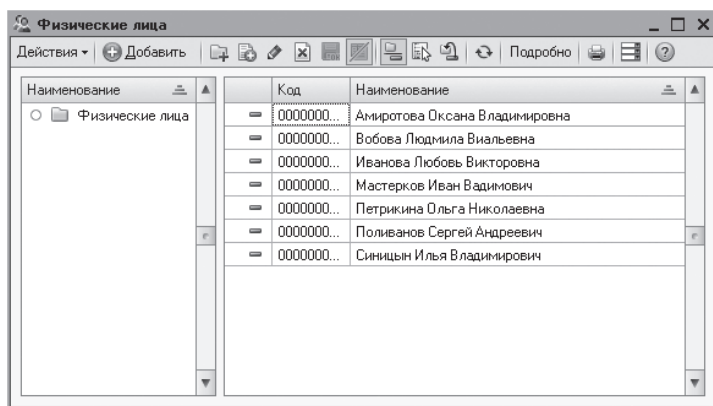 Физические лица
Действия Добавить Подробно
Наименование Код Наименование
Физические лица 0000000... Амиротова Оксана Владимировна
0000000... Вобова Людмила Виальевна
0000000... Иванова Любовь Викторовна
0000000... Мастерков Иван Вадимович
0000000... Петрикина Ольга Николаевна
0000000... Поливанов Сергей Андреевич
0000000... Синицын Илья Владимирович